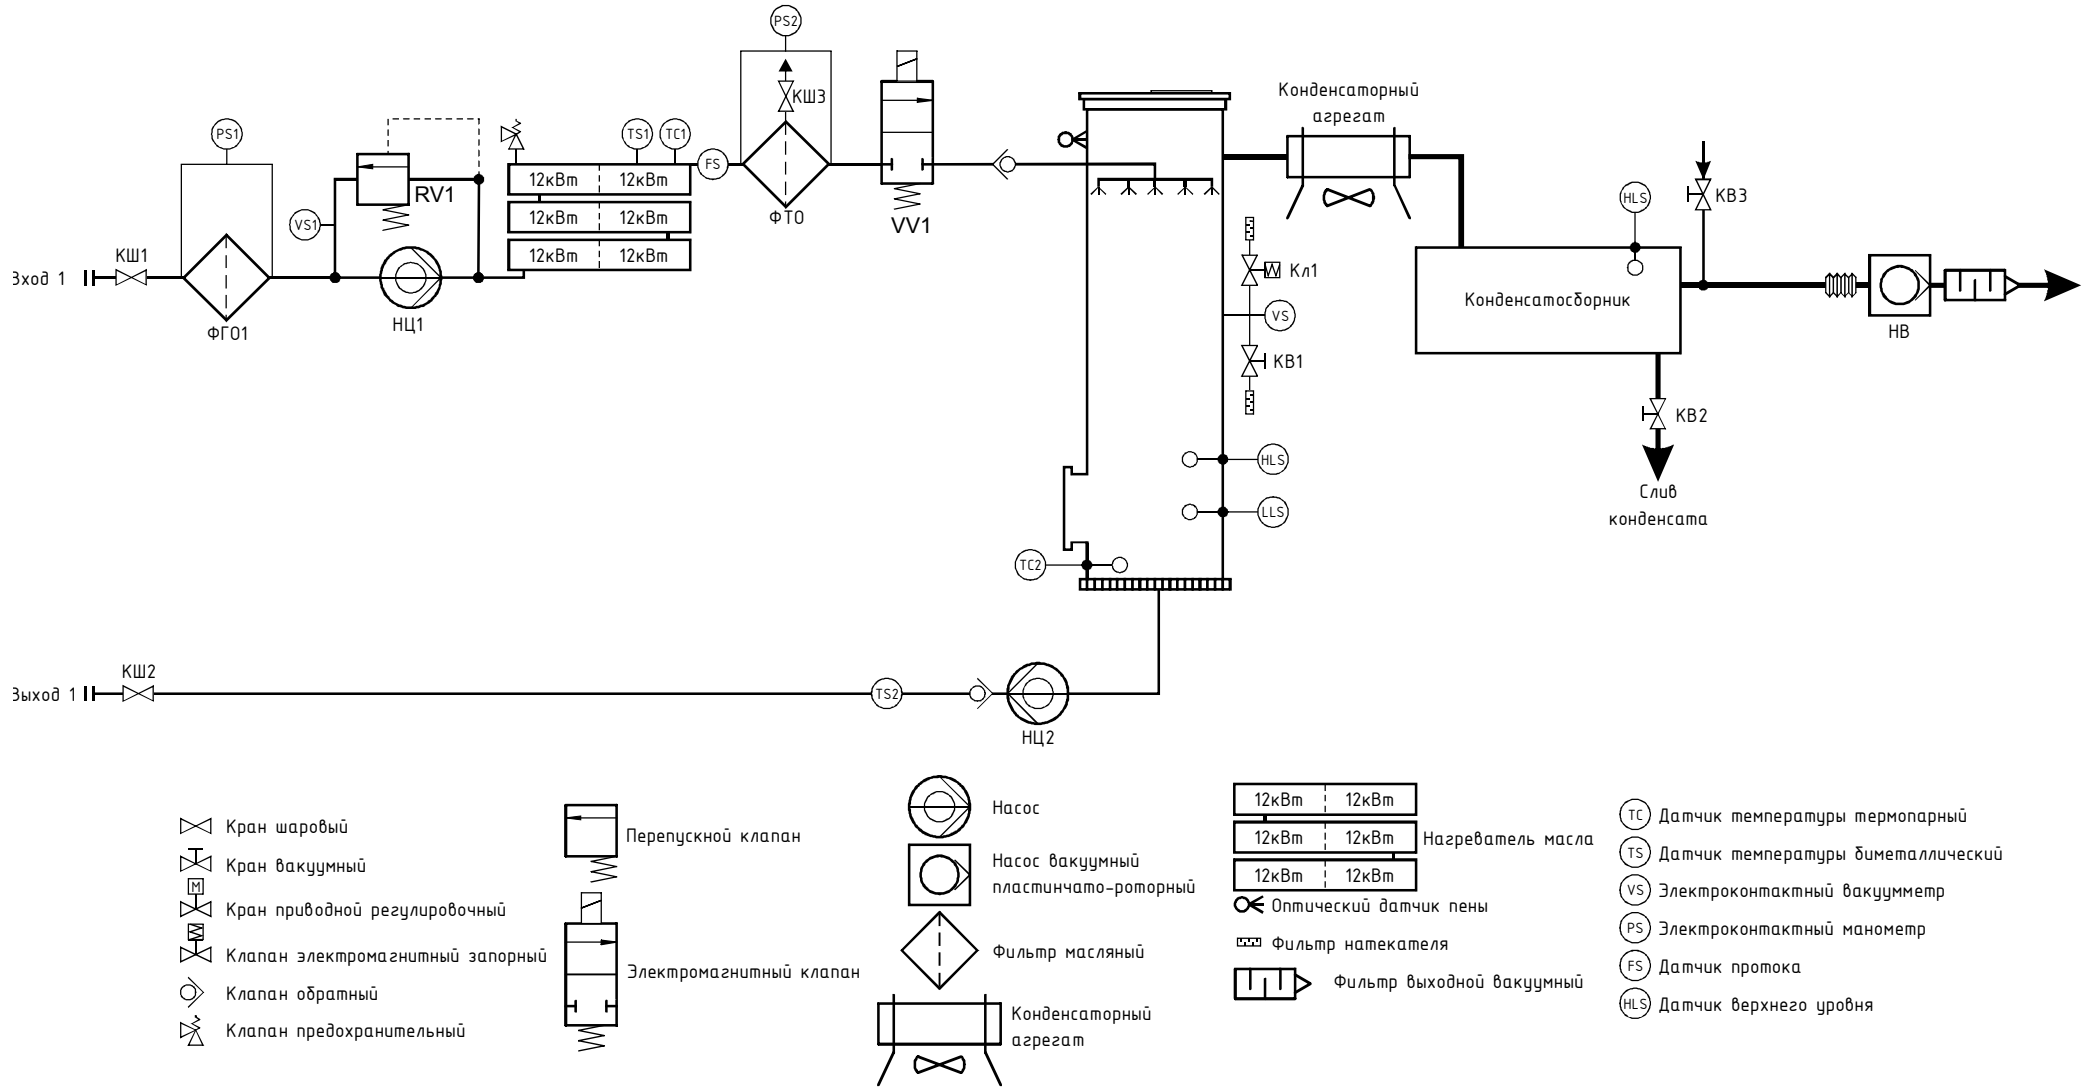 PS2
КШ3
Конденсаторный
агрегат
PS1
TS1
TC1
FS
12кВт
12кВт
RV1
ФТО
VV1
12кВт
12кВт
12кВт
12кВт
VS1
КШ1
Вход 1
ФГО1
НЦ1
HLS
КВ3
Кл1
VS
КВ1
Конденсатосборник
НВ
КВ2
HLS
LLS
Слив
конденсата
TC2
КШ2
Выход 1
TS2
НЦ2
Кран шаровый
Кран вакуумный
M
Кран приводной регулировочный
Клапан электромагнитный запорный
Клапан обратный
Клапан предохранительный
Перепускной клапан
Электромагнитный клапан
Насос
Насос вакуумный
пластинчато-роторный
Фильтр масляный
Конденсаторный
агрегат
12кВт
12кВт
12кВт
12кВт
Нагреватель масла
12кВт
12кВт
Оптический датчик пены
Фильтр натекателя
Фильтр выходной вакуумный
TC Датчик температуры термопарный
TS Датчик температуры биметаллический
VS Электроконтактный вакуумметр
PS Электроконтактный манометр
FS Датчик протока
HLS Датчик верхнего уровня